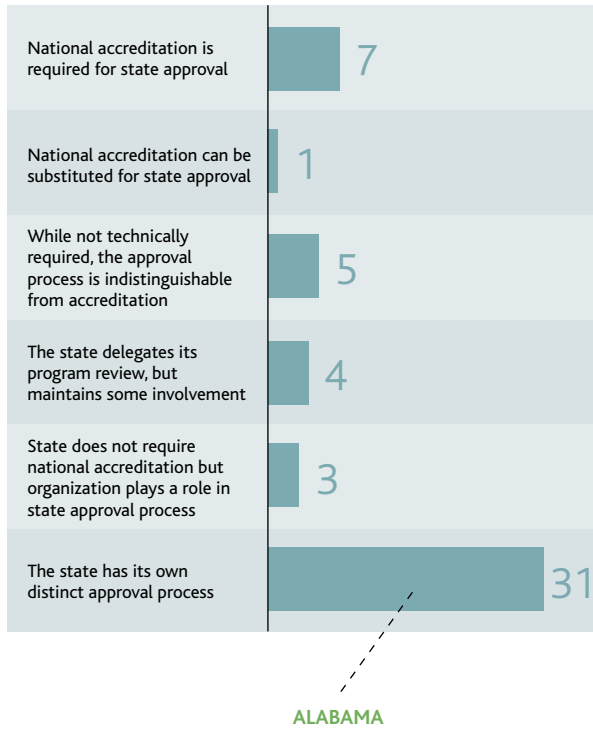 National accreditation is
required for state approval
7
National accreditation can be
substituted for state approval
1
While not technically
required, the approval
process is indistinguishable
from accreditation
5
The state delegates its
program review, but
maintains some involvement
4
State does not require
national accreditation but
organization plays a role in
state approval process
3
The state has its own
distinct approval process
31
ALABAMA